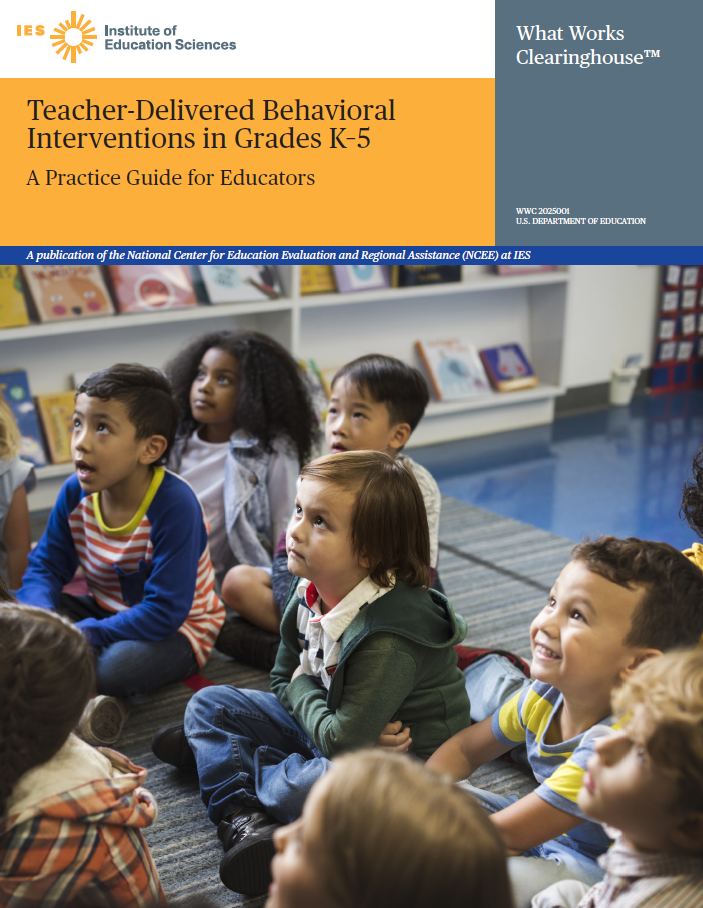 IES
Institute of
Education Sciences
What Works
Clearinghouse™
Teacher-Delivered Behavioral
Interventions in Grades K–5
A Practice Guide for Educators
WWC 2025001
U.S. DEPARTMENT OF EDUCATION
A publication of the National Center for Education Evaluation and Regional Assistance (NCEE) at IES